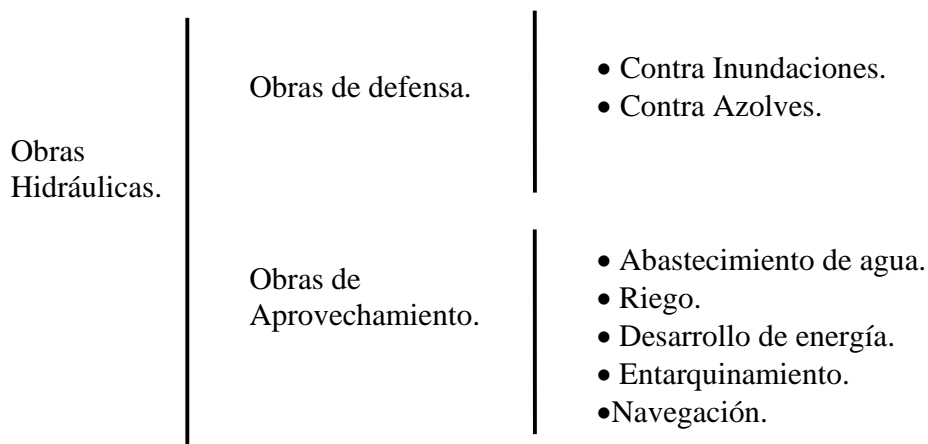 Obras
Hidráulicas.
Obras de defensa.
• Contra Inundaciones.
• Contra Azolves.
Obras de
Aprovechamiento.
• Abastecimiento de agua.
• Riego.
• Desarrollo de energía.
• Entarquinamiento.
•Navegación.